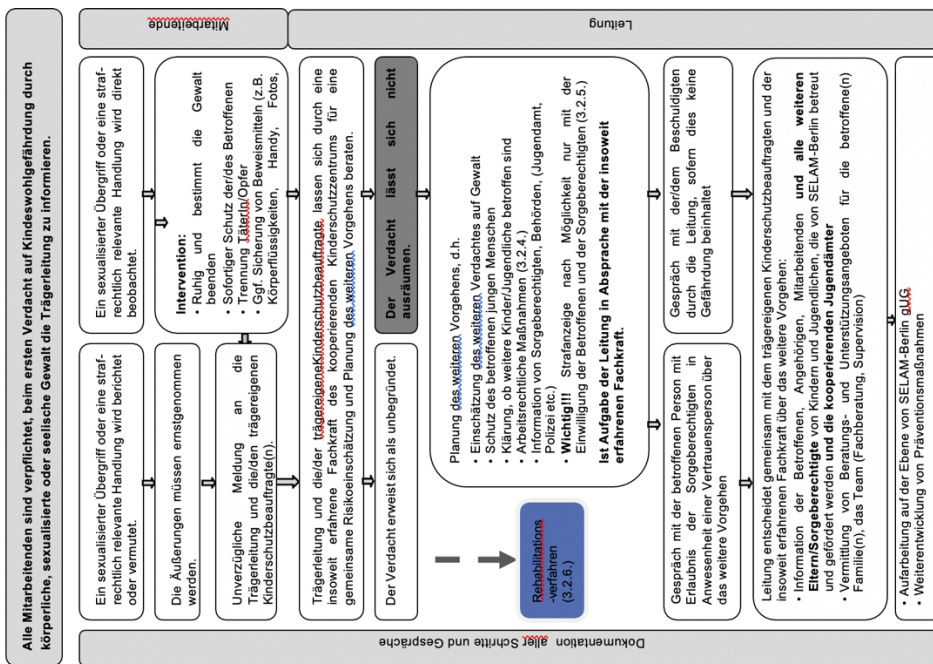 Alle Mitarbeitenden sind verpflichtet, beim ersten Verdacht auf Kindeswohlgefährdung durch
körperliche, sexualisierte oder seelische Gewalt die Trägerleitung zu informieren.
Dokumentation aller Schritte und Gespräche
Ein sexualisierter Übergriff oder eine straf-
rechtlich relevante Handlung wird berichtet
oder vermutet.
Ein sexualisierter Übergriff oder eine straf-
rechtlich relevante Handlung wird direkt
beobachtet.
Mitarbeitende
Die Äußerungen müssen ernstgenommen
werden.
Intervention:
• Ruhig und bestimmt die Gewalt
beenden
• Sofortiger Schutz der/des Betroffenen
• Trennung TäterIn/Opfer
• Ggf. Sicherung von Beweismitteln (z.B.
Körperflüssigkeiten, Handy, Fotos,
Unverzügliche Meldung an die
Trägerleitung und die/den trägereigenen
Kinderschutzbeauftragte(n).
Leitung
Trägerleitung und die/der trägereigeneKinderschutzbeauftragte, lassen sich durch eine
insoweit erfahrene Fachkraft des kooperierenden Kinderschutzzentrums für eine
gemeinsame Risikoeinschätzung und Planung des weiteren Vorgehens beraten.
Der Verdacht erweist sich als unbegründet.
Der Verdacht lässt sich nicht
ausräumen.
Rehabilitations
-verfahren
(3.2.6.)
Planung des weiteren Vorgehens, d.h.
• Einschätzung des weiteren Verdachtes auf Gewalt
• Schutz des betroffenen jungen Menschen
• Klärung, ob weitere Kinder/Jugendliche betroffen sind
• Arbeitsrechtliche Maßnahmen (3.2.4.)
• Information von Sorgeberechtigten, Behörden, (Jugendamt,
Polizei etc.)
• Wichtig!!! Strafanzeige nach Möglichkeit nur mit der
Einwilligung der Betroffenen und der Sorgeberechtigten (3.2.5.)
Ist Aufgabe der Leitung in Absprache mit der insoweit
erfahrenen Fachkraft.
Gespräch mit der betroffenen Person mit
Erlaubnis der Sorgeberechtigten in
Anwesenheit einer Vertrauensperson über
das weitere Vorgehen
Gespräch mit der/dem Beschuldigten
durch die Leitung, sofern dies keine
Gefährdung beinhaltet
Leitung entscheidet gemeinsam mit dem trägereigenen Kinderschutzbeauftragten und der
insoweit erfahrenen Fachkraft über das weitere Vorgehen:
• Information der Betroffenen, Angehörigen, Mitarbeitenden und alle weiteren
Eltern/Sorgeberechtigte von Kindern und Jugendlichen, die von SELAM-Berlin betreut
und gefördert werden und die kooperierenden Jugendämter
• Vermittlung von Beratungs- und Unterstützungsangeboten für die betroffene(n)
Familie(n), das Team (Fachberatung, Supervision)
• Aufarbeitung auf der Ebene von SELAM-Berlin gUG
• Weiterentwicklung von Präventionsmaßnahmen